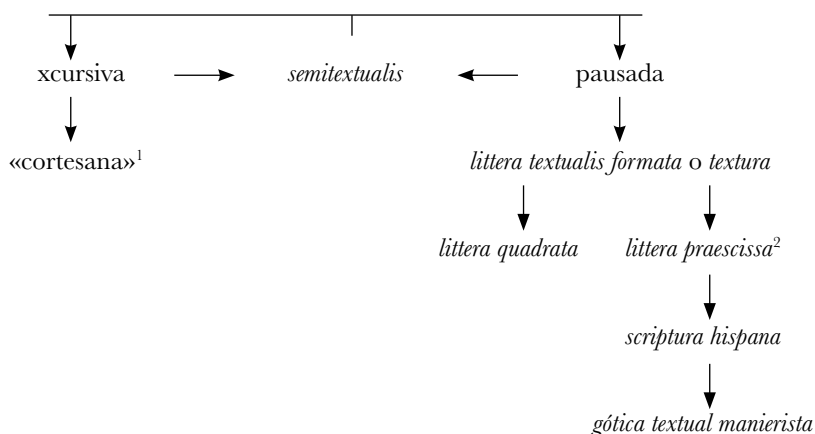 xcursiva semitextualis pausada
«cortesana»1 littera textualis formata o textura
littera quadrata littera praescissa2
scriptura hispana
gótica textual manierista